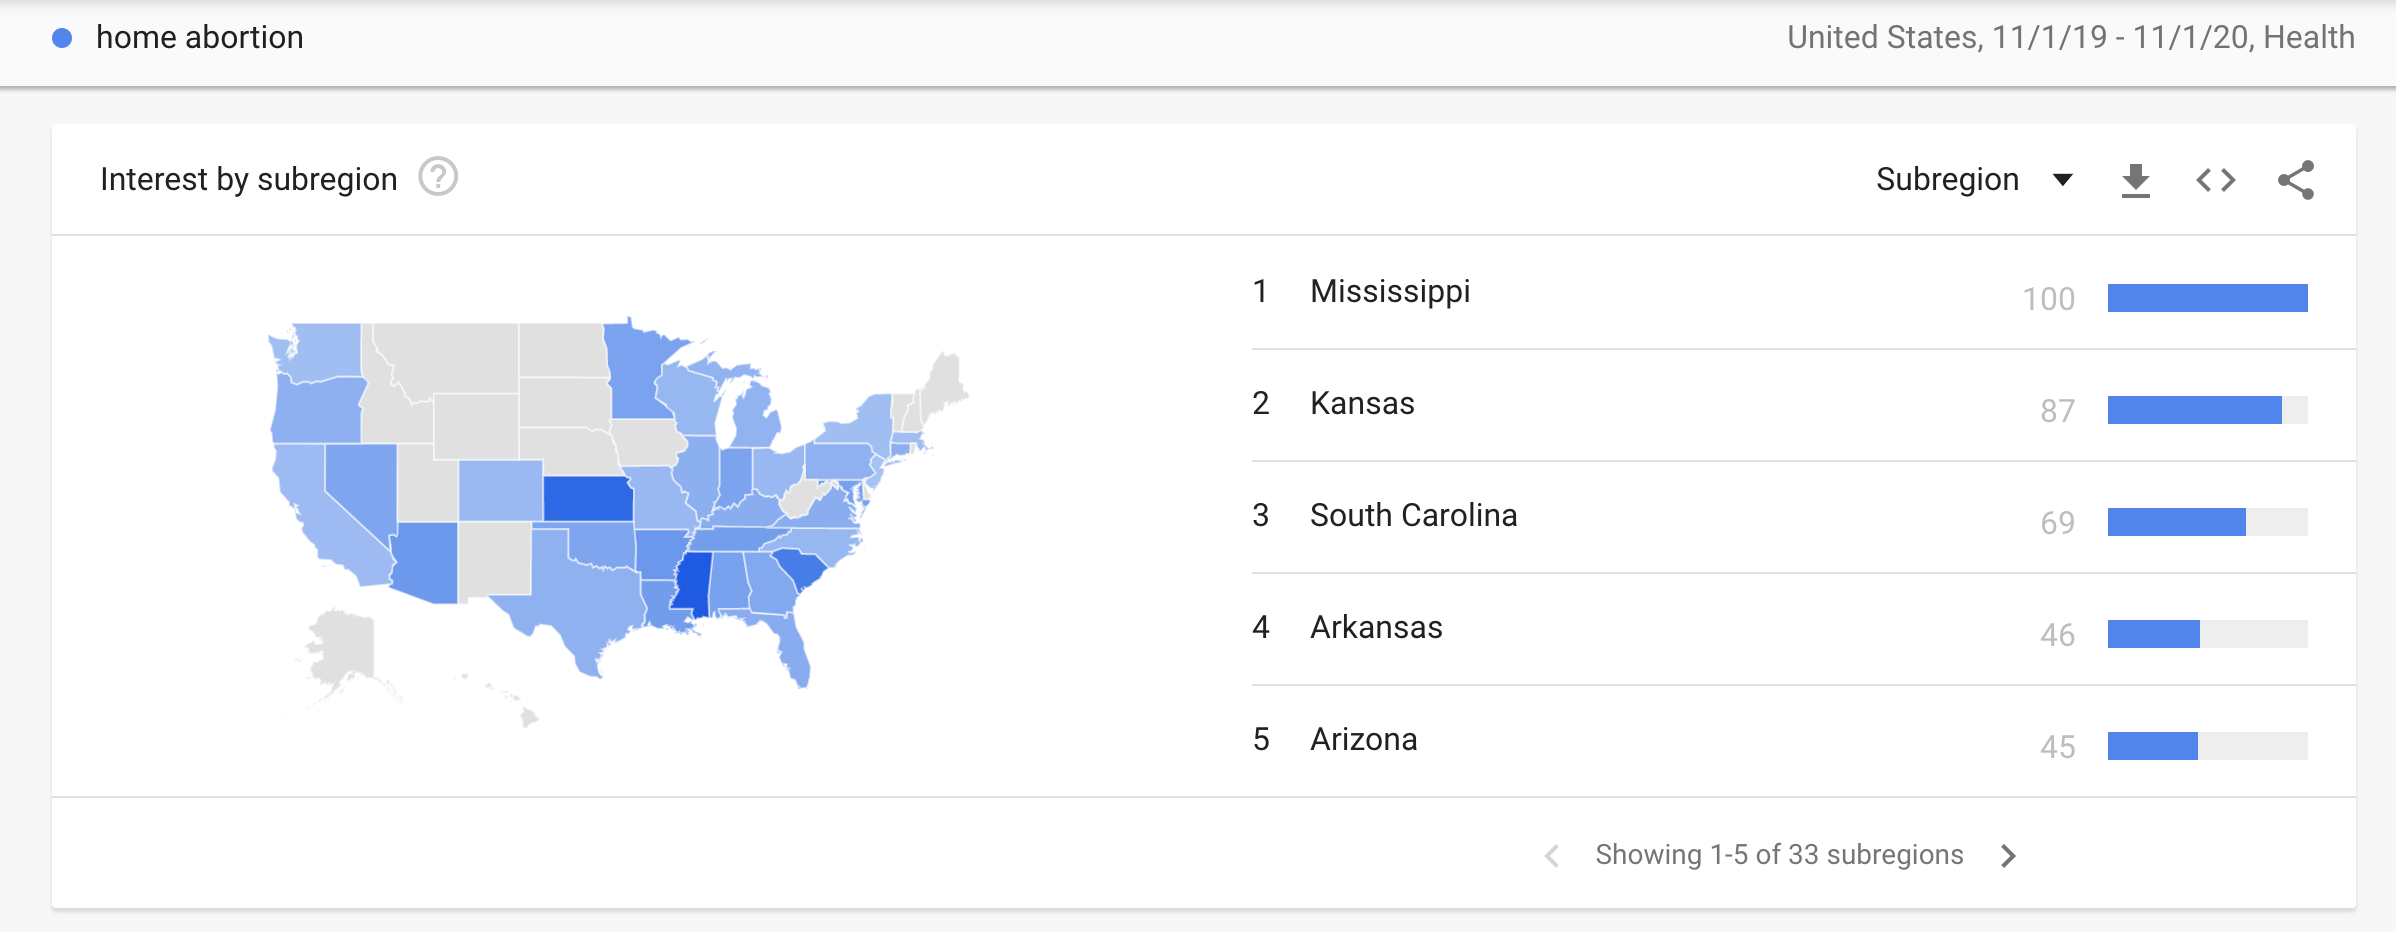 home abortion
United States, 11/1/19 - 11/1/20, Health
Interest by subregion ?
Subregion
1 Mississippi 100
2 Kansas 87
3 South Carolina 69
4 Arkansas 46
5 Arizona 45
Showing 1-5 of 33 subregions